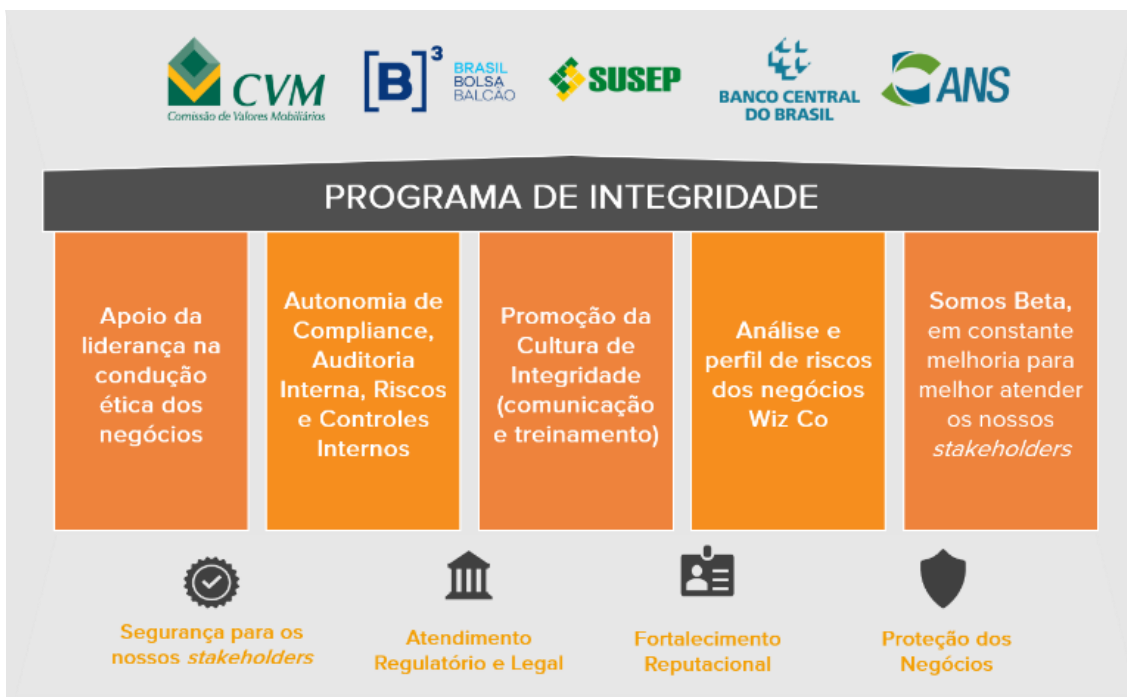 CVM
Comissão de Valores Mobiliários
[B]³
BRASIL
BOLSA
BALCÃO
SUSEP
BANCO CENTRAL
DO BRASIL
ANS
PROGRAMA DE INTEGRIDADE
Apoio da
liderança na
condução
ética dos
negócios
Autonomia de
Compliance,
Auditoria
Interna, Riscos
e Controles
Internos
Promoção da
Cultura de
Integridade
(comunicação
e treinamento)
Análise e
perfil de riscos
dos negócios
Wiz Co
Somos Beta,
em constante
melhoria para
melhor atender
os nossos
stakeholders
Segurança para os
nossos stakeholders
Atendimento
Regulatório e Legal
Fortalecimento
Reputacional
Proteção dos
Negócios